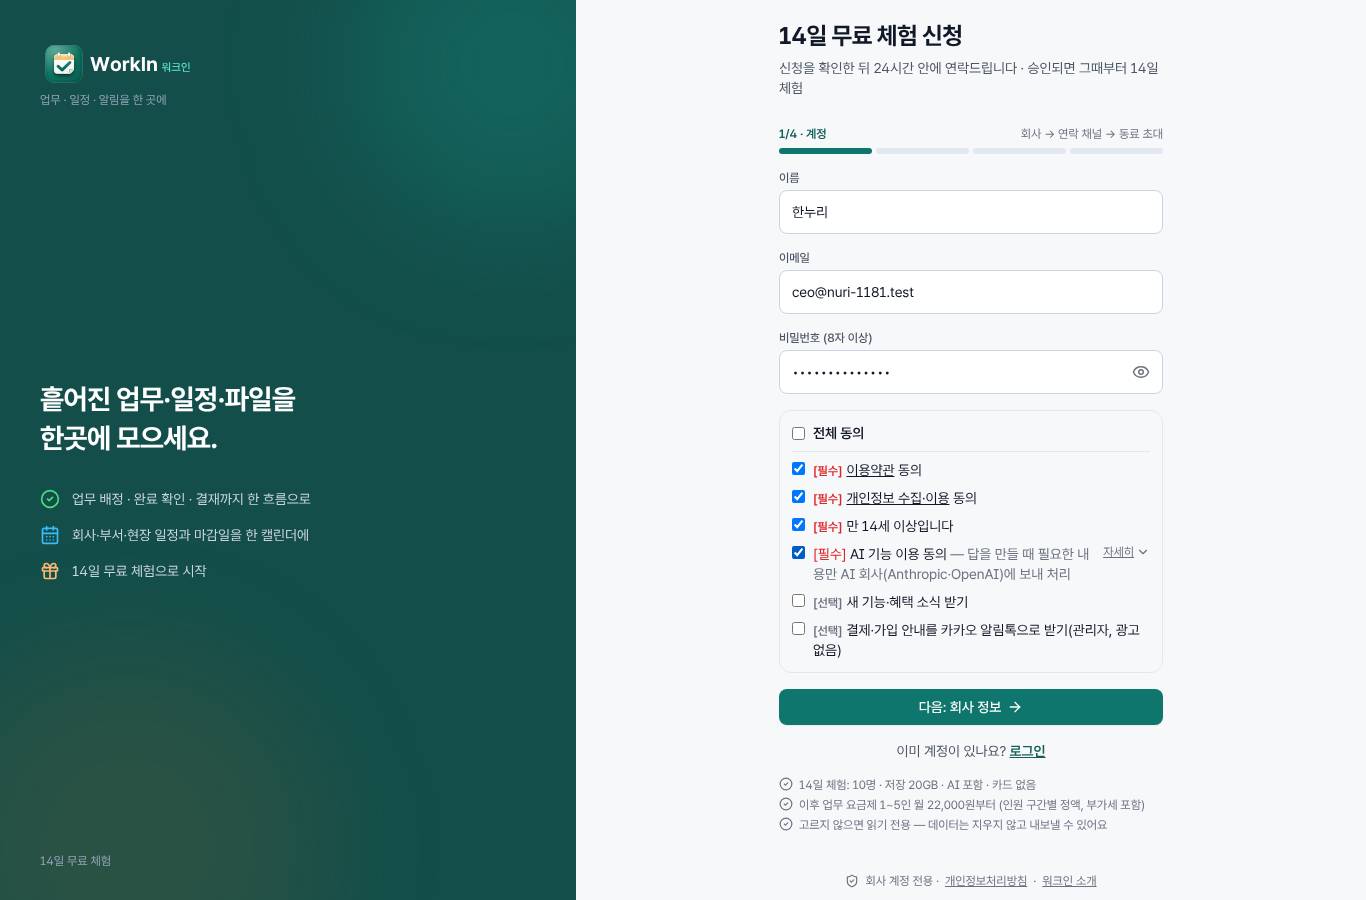 WorkIn 워크인
업무 · 일정 · 알림을 한 곳에
흩어진 업무·일정·파일을
한곳에 모으세요.
업무 배정 · 완료 확인 · 결재까지 한 흐름으로
회사·부서·현장 일정과 마감일을 한 캘린더에
14일 무료 체험으로 시작
14일 무료 체험
14일 무료 체험 신청
신청을 확인한 뒤 24시간 안에 연락드립니다 · 승인되면 그때부터 14일
체험
1/4 · 계정
회사 → 연락 채널 → 동료 초대
이름
한누리
이메일
ceo@nuri-1181.test
비밀번호 (8자 이상)
••••••••••••••
전체 동의
[필수] 이용약관 동의
[필수] 개인정보 수집·이용 동의
[필수] 만 14세 이상입니다
[필수] AI 기능 이용 동의 — 답을 만들 때 필요한 내 자세히
용만 AI 회사(Anthropic·OpenAI)에 보내 처리
[선택] 새 기능·혜택 소식 받기
[선택] 결제·가입 안내를 카카오 알림톡으로 받기(관리자, 광고
없음)
다음: 회사 정보 →
이미 계정이 있나요? 로그인
14일 체험: 10명 · 저장 20GB · AI 포함 · 카드 없음
이후 업무 요금제 1~5인 월 22,000원부터 (인원 구간별 정액, 부가세 포함)
고르지 않으면 읽기 전용 — 데이터는 지우지 않고 내보낼 수 있어요
회사 계정 전용 · 개인정보처리방침 · 워크인 소개